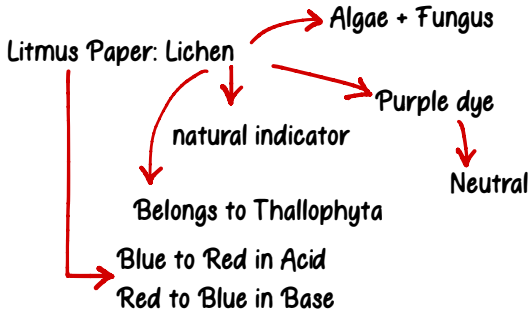 Algae + Fungus
Litmus Paper: Lichen
Purple dye
natural indicator
Neutral
Belongs to Thallophyta
Blue to Red in Acid
Red to Blue in Base